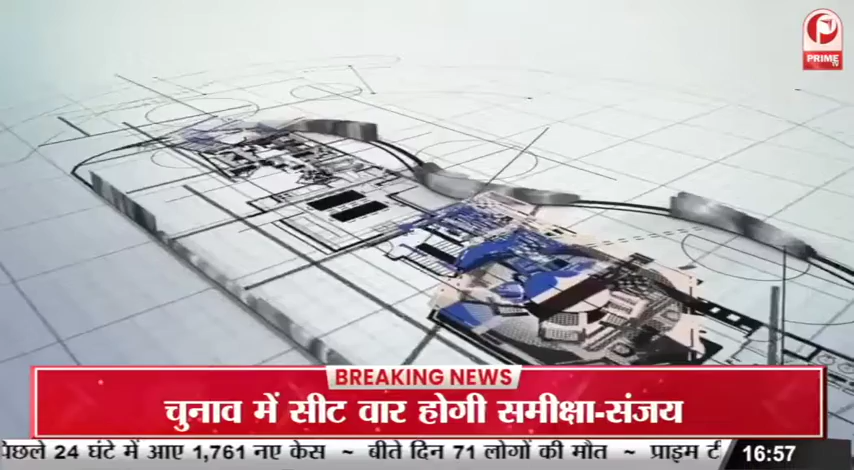 PRIME
TV
BREAKING NEWS
चुनाव में सीट वार होगी समीक्षा-संजय
पिछले 24 घंटे में आए 1,761 नए केस ~ बीते दिन 71 लोगों की मौत ~ प्राइम टी
16:57